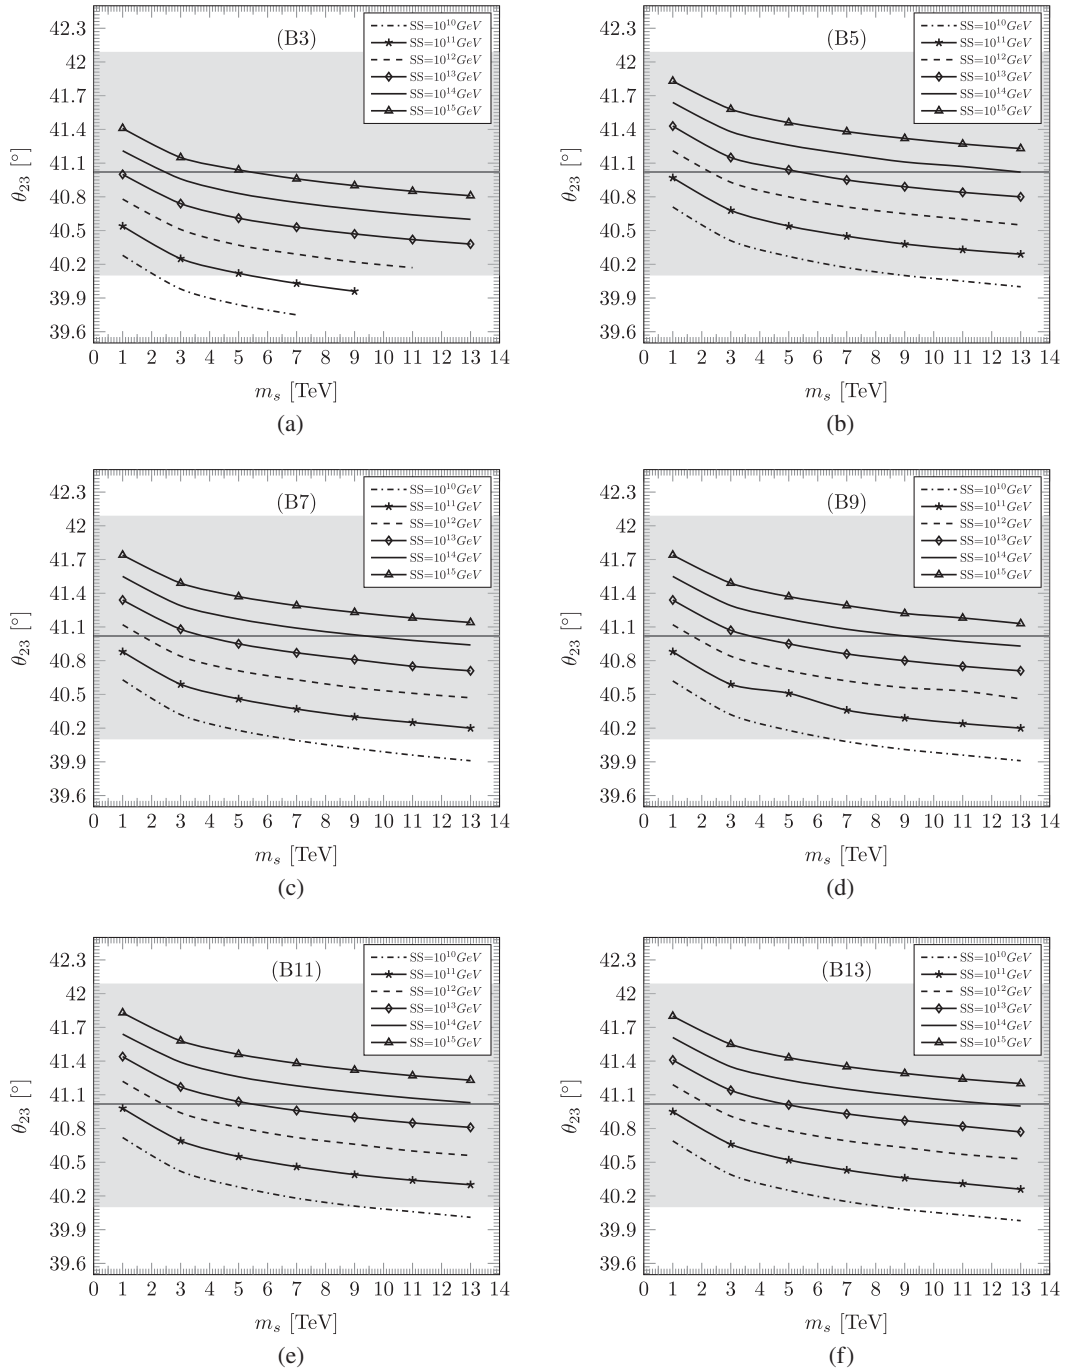 (B3)
SS=10^{10}GeV
SS=10^{11}GeV
SS=10^{12}GeV
SS=10^{13}GeV
SS=10^{14}GeV
SS=10^{15}GeV
42.3
42
41.7
41.4
41.1
40.8
40.5
40.2
39.9
39.6
θ_{23} [°]
0 1 2 3 4 5 6 7 8 9 10 11 12 13 14
m_s [TeV]
(a)
(B5)
SS=10^{10}GeV
SS=10^{11}GeV
SS=10^{12}GeV
SS=10^{13}GeV
SS=10^{14}GeV
SS=10^{15}GeV
42.3
42
41.7
41.4
41.1
40.8
40.5
40.2
39.9
39.6
θ_{23} [°]
0 1 2 3 4 5 6 7 8 9 10 11 12 13 14
m_s [TeV]
(b)
(B7)
SS=10^{10}GeV
SS=10^{11}GeV
SS=10^{12}GeV
SS=10^{13}GeV
SS=10^{14}GeV
SS=10^{15}GeV
42.3
42
41.7
41.4
41.1
40.8
40.5
40.2
39.9
39.6
θ_{23} [°]
0 1 2 3 4 5 6 7 8 9 10 11 12 13 14
m_s [TeV]
(c)
(B9)
SS=10^{10}GeV
SS=10^{11}GeV
SS=10^{12}GeV
SS=10^{13}GeV
SS=10^{14}GeV
SS=10^{15}GeV
42.3
42
41.7
41.4
41.1
40.8
40.5
40.2
39.9
39.6
θ_{23} [°]
0 1 2 3 4 5 6 7 8 9 10 11 12 13 14
m_s [TeV]
(d)
(B11)
SS=10^{10}GeV
SS=10^{11}GeV
SS=10^{12}GeV
SS=10^{13}GeV
SS=10^{14}GeV
SS=10^{15}GeV
42.3
42
41.7
41.4
41.1
40.8
40.5
40.2
39.9
39.6
θ_{23} [°]
0 1 2 3 4 5 6 7 8 9 10 11 12 13 14
m_s [TeV]
(e)
(B13)
SS=10^{10}GeV
SS=10^{11}GeV
SS=10^{12}GeV
SS=10^{13}GeV
SS=10^{14}GeV
SS=10^{15}GeV
42.3
42
41.7
41.4
41.1
40.8
40.5
40.2
39.9
39.6
θ_{23} [°]
0 1 2 3 4 5 6 7 8 9 10 11 12 13 14
m_s [TeV]
(f)